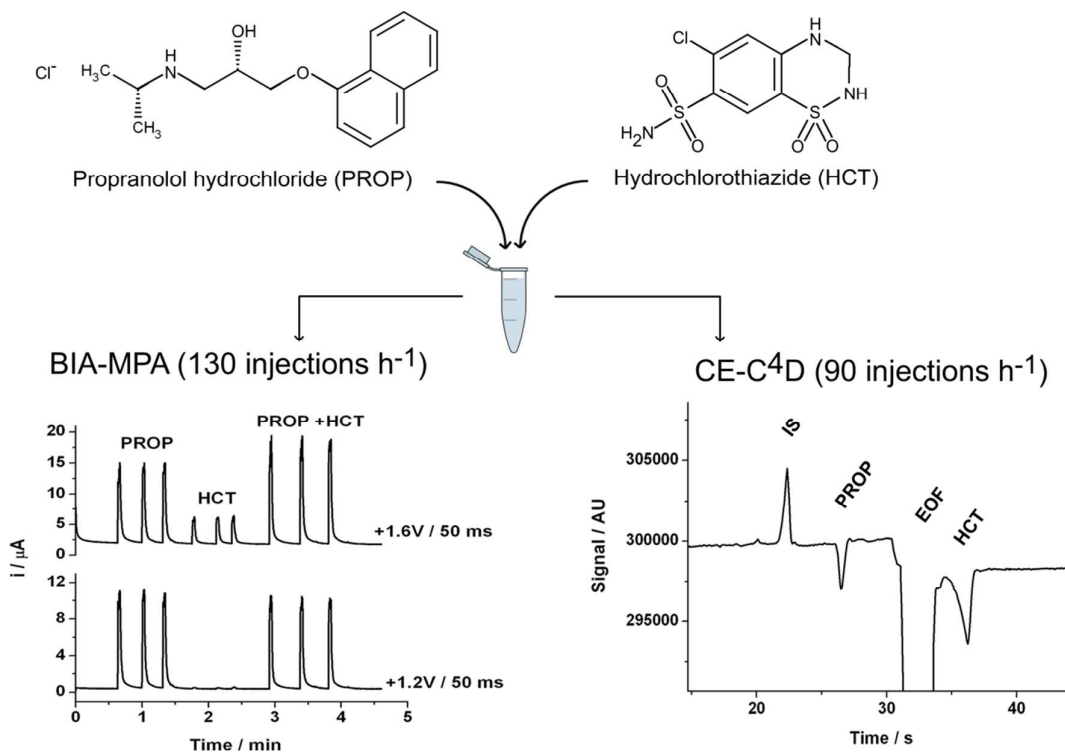 OH
Cl⁻
H₃C
H
N
O
CH₃
Propranolol hydrochloride (PROP)
Cl
H
N
NH
O
S
H₂N
O
S
O
O
Hydrochlorothiazide (HCT)
BIA-MPA (130 injections h⁻¹)
i / µA
20
15
10
5
0
PROP
HCT
PROP +HCT
+1.6V / 50 ms
12
8
4
0
+1.2V / 50 ms
0 1 2 3 4 5
Time / min
CE-C⁴D (90 injections h⁻¹)
Signal / AU
305000
300000
295000
IS
PROP
EOF
HCT
20 30 40
Time / s